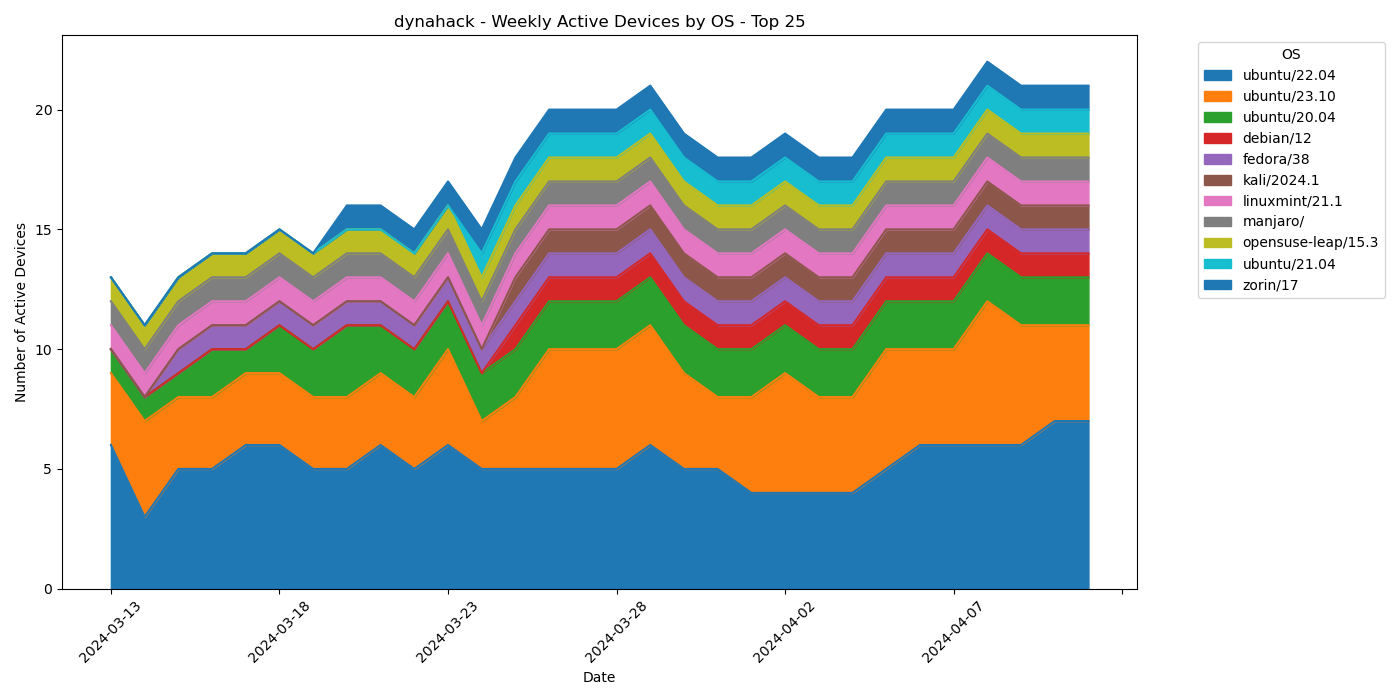 dynahack - Weekly Active Devices by OS - Top 25
Number of Active Devices
20
15
10
5
0
2024-03-13
2024-03-18
2024-03-23
2024-03-28
2024-04-02
2024-04-07
Date
OS
ubuntu/22.04
ubuntu/23.10
ubuntu/20.04
debian/12
fedora/38
kali/2024.1
linuxmint/21.1
manjaro/
opensuse-leap/15.3
ubuntu/21.04
zorin/17